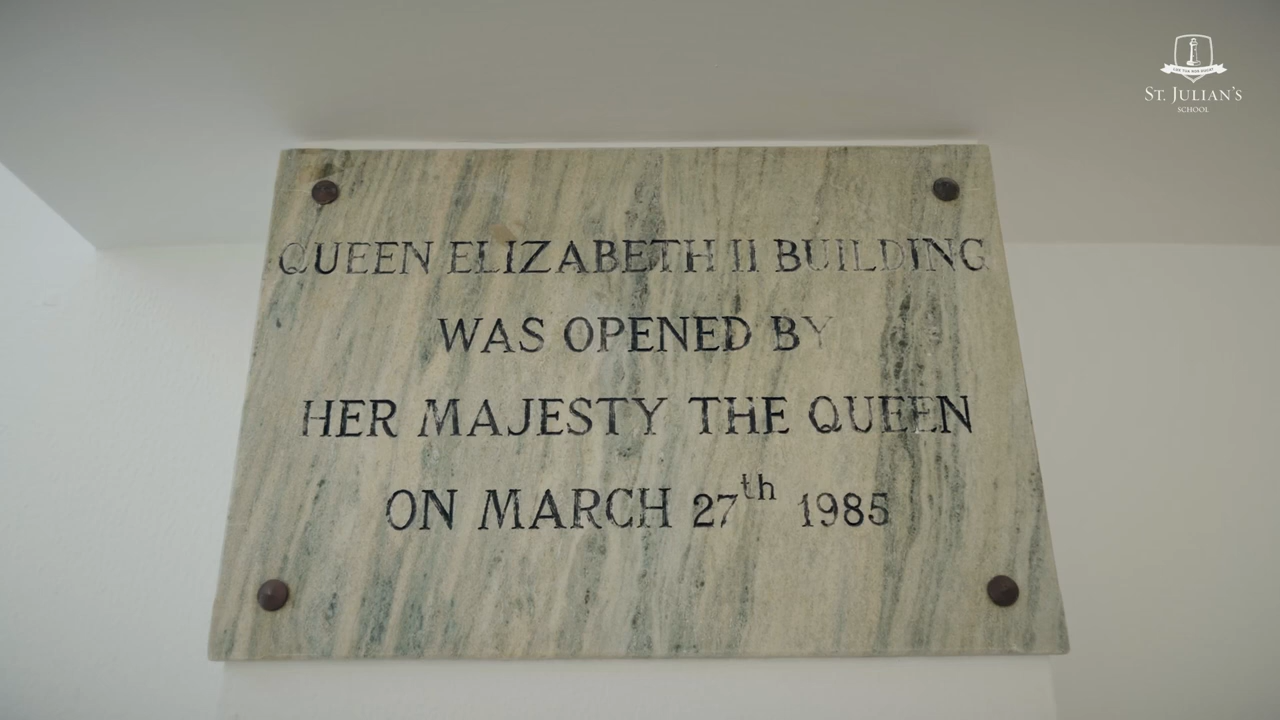 QUEEN ELIZABETH II BUILDING
WAS OPENED BY
HER MAJESTY THE QUEEN
ON MARCH 27th 1985
ST. JULIAN'S
SCHOOL